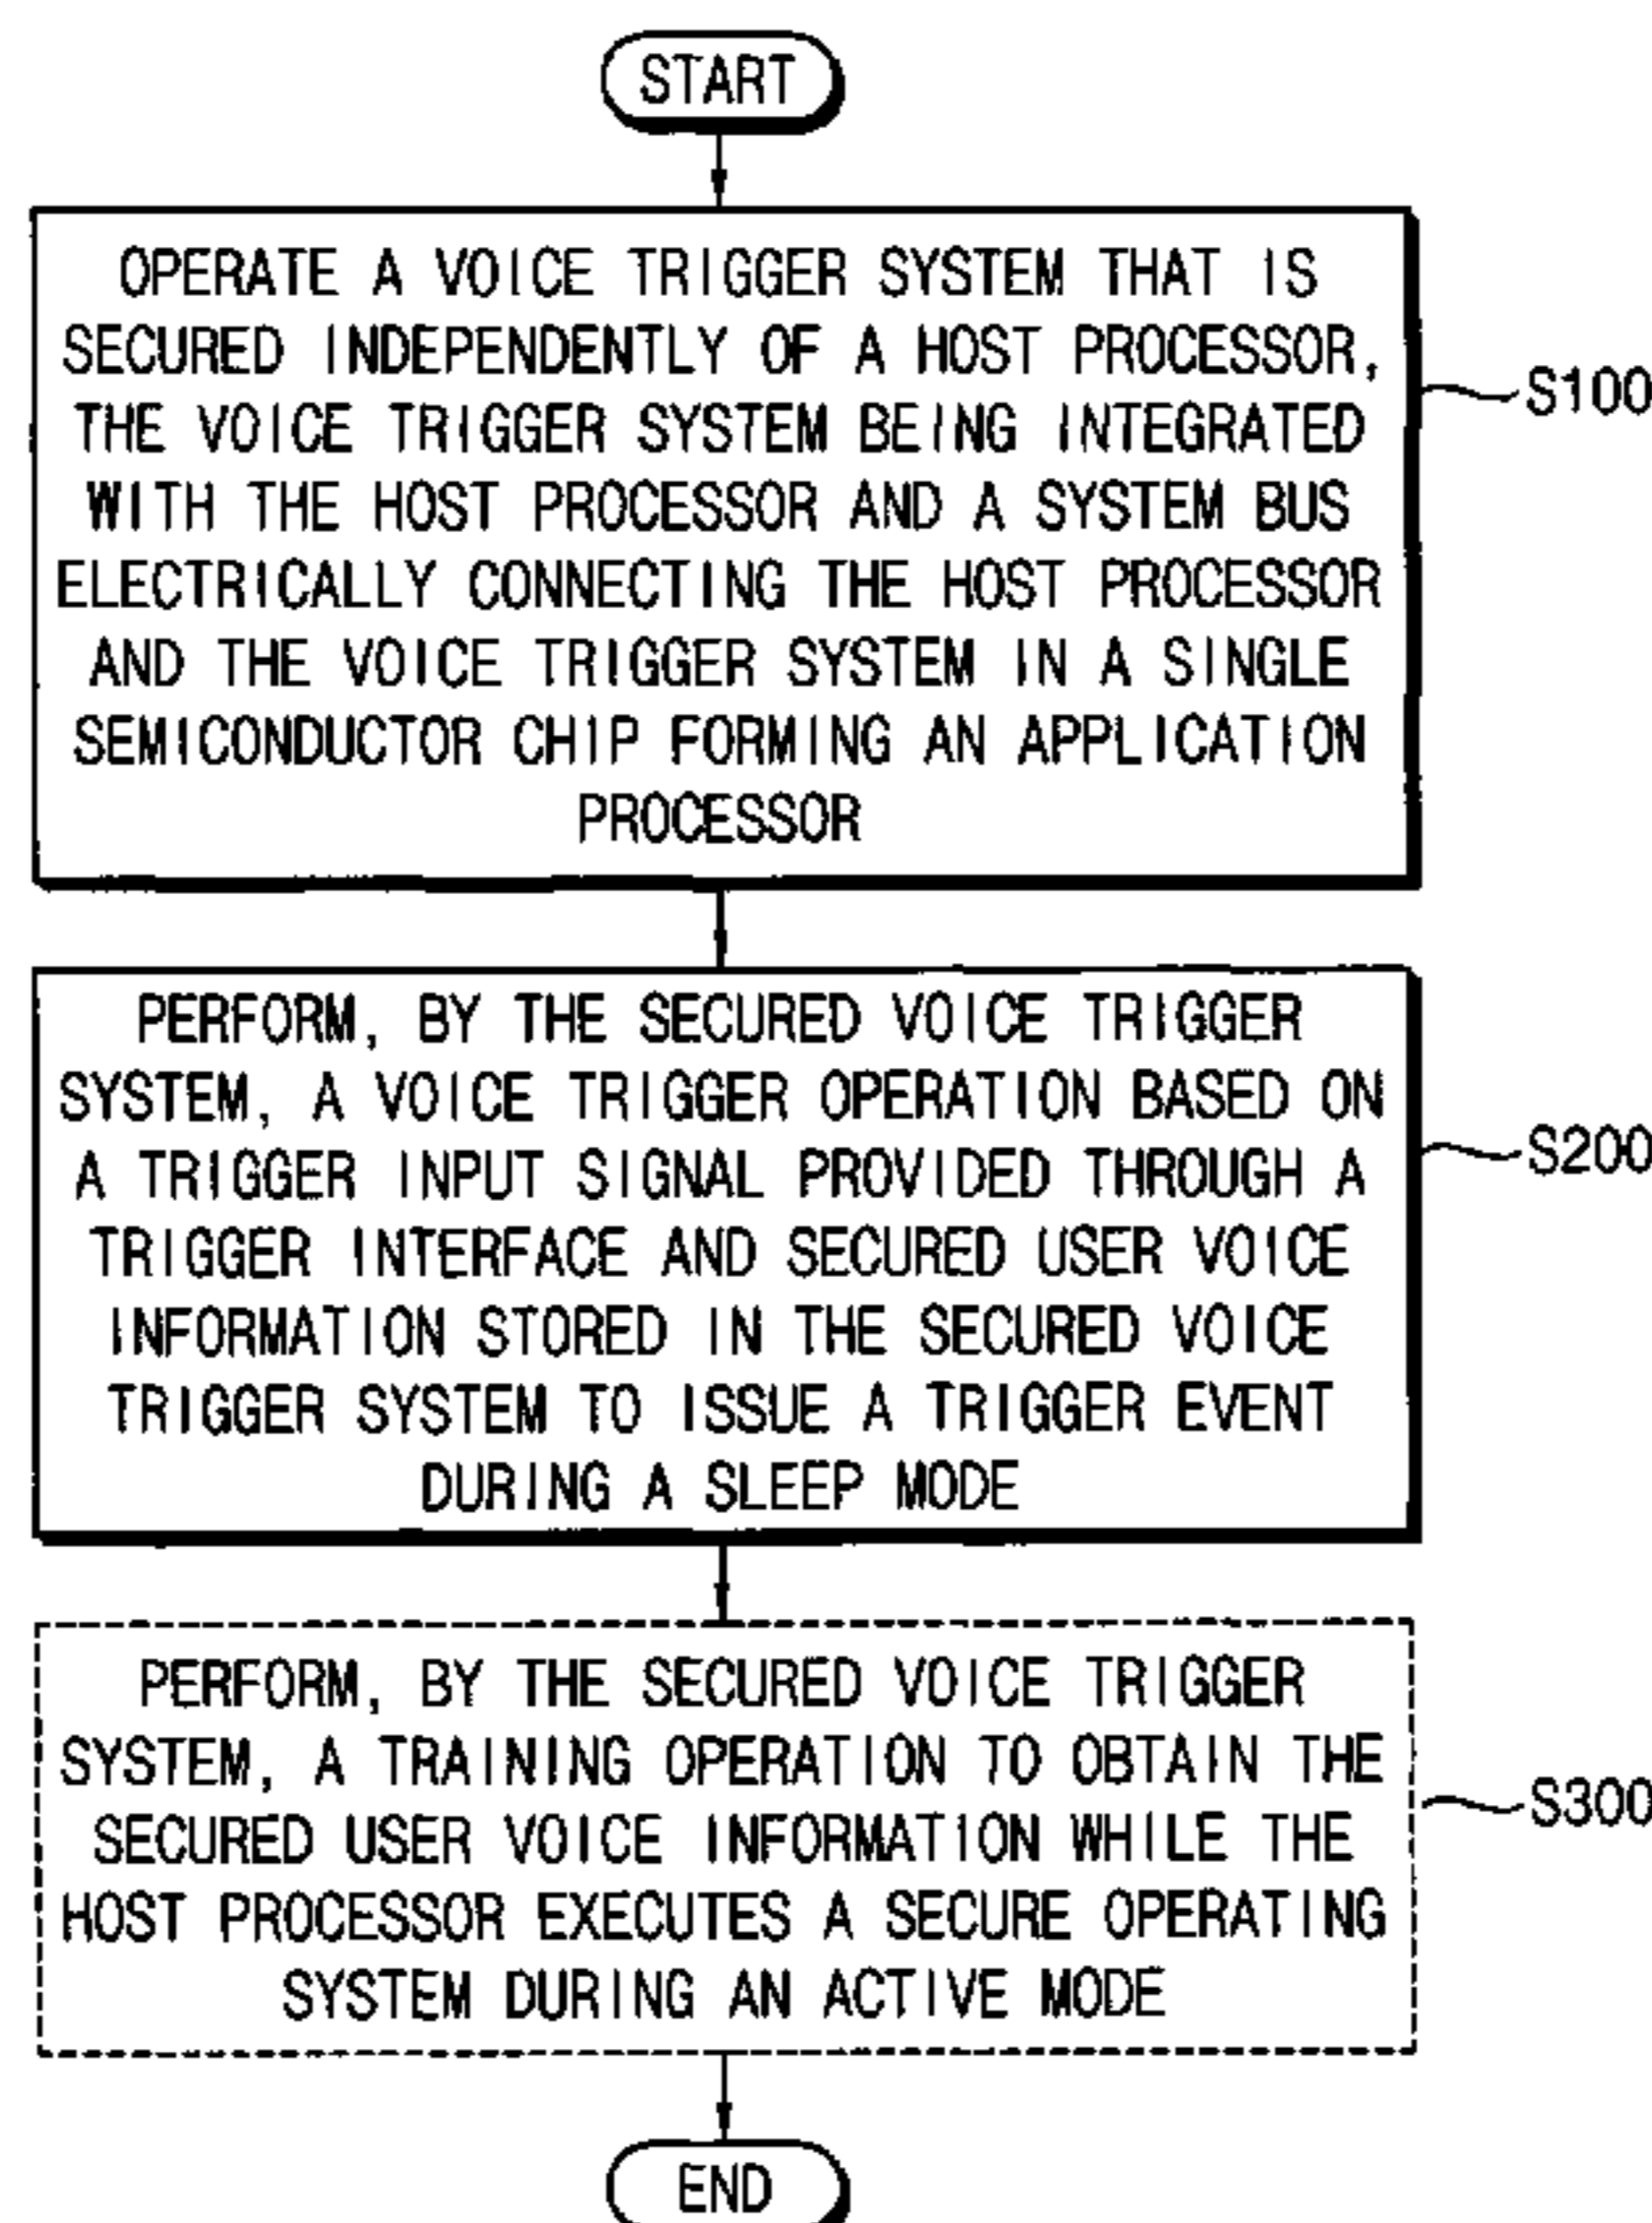 START
OPERATE A VOICE TRIGGER SYSTEM THAT IS
SECURED INDEPENDENTLY OF A HOST PROCESSOR,
THE VOICE TRIGGER SYSTEM BEING INTEGRATED
WITH THE HOST PROCESSOR AND A SYSTEM BUS
ELECTRICALLY CONNECTING THE HOST PROCESSOR
AND THE VOICE TRIGGER SYSTEM IN A SINGLE
SEMICONDUCTOR CHIP FORMING AN APPLICATION
PROCESSOR
S100
PERFORM, BY THE SECURED VOICE TRIGGER
SYSTEM, A VOICE TRIGGER OPERATION BASED ON
A TRIGGER INPUT SIGNAL PROVIDED THROUGH A
TRIGGER INTERFACE AND SECURED USER VOICE
INFORMATION STORED IN THE SECURED VOICE
TRIGGER SYSTEM TO ISSUE A TRIGGER EVENT
DURING A SLEEP MODE
S200
PERFORM, BY THE SECURED VOICE TRIGGER
SYSTEM, A TRAINING OPERATION TO OBTAIN THE
SECURED USER VOICE INFORMATION WHILE THE
HOST PROCESSOR EXECUTES A SECURE OPERATING
SYSTEM DURING AN ACTIVE MODE
S300
END